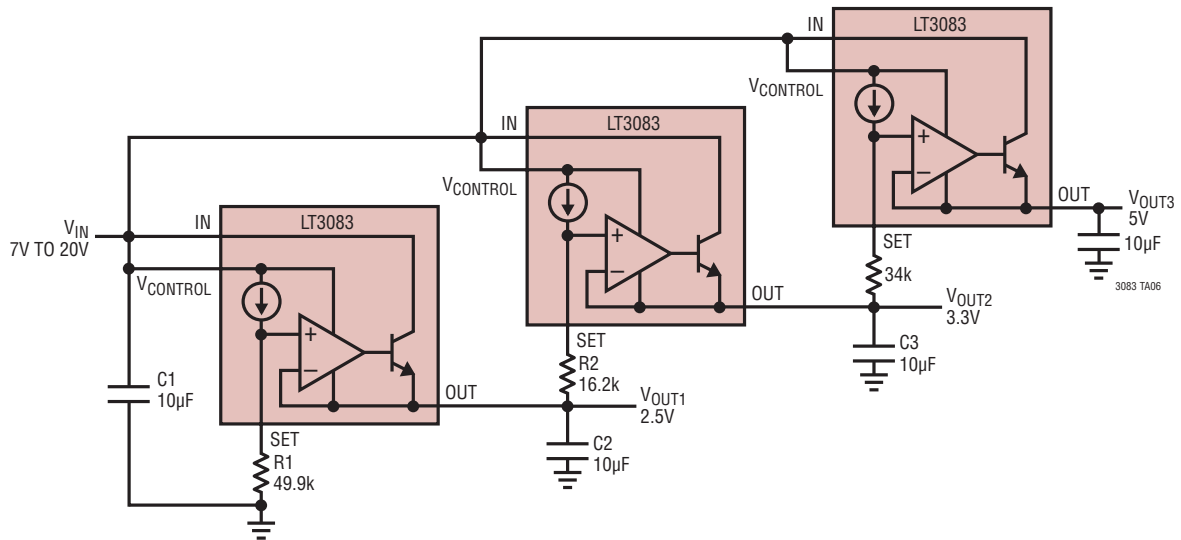 IN
LT3083
VCONTROL
+
−
OUT
VOUT3
5V
10µF
SET
34k
3083 TA06
IN
LT3083
VCONTROL
+
−
OUT
VOUT2
3.3V
C3
10µF
SET
R2
16.2k
VIN
7V TO 20V
IN
LT3083
VCONTROL
+
−
OUT
VOUT1
2.5V
C2
10µF
C1
10µF
SET
R1
49.9k